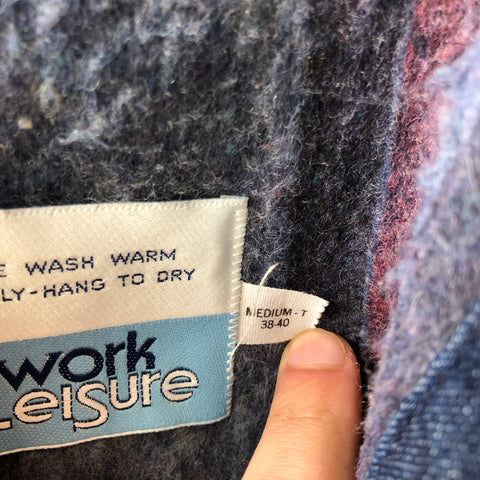 E WASH WARM
LY-HANG TO DRY
work
LeISure
MEDIUM - T
38-40